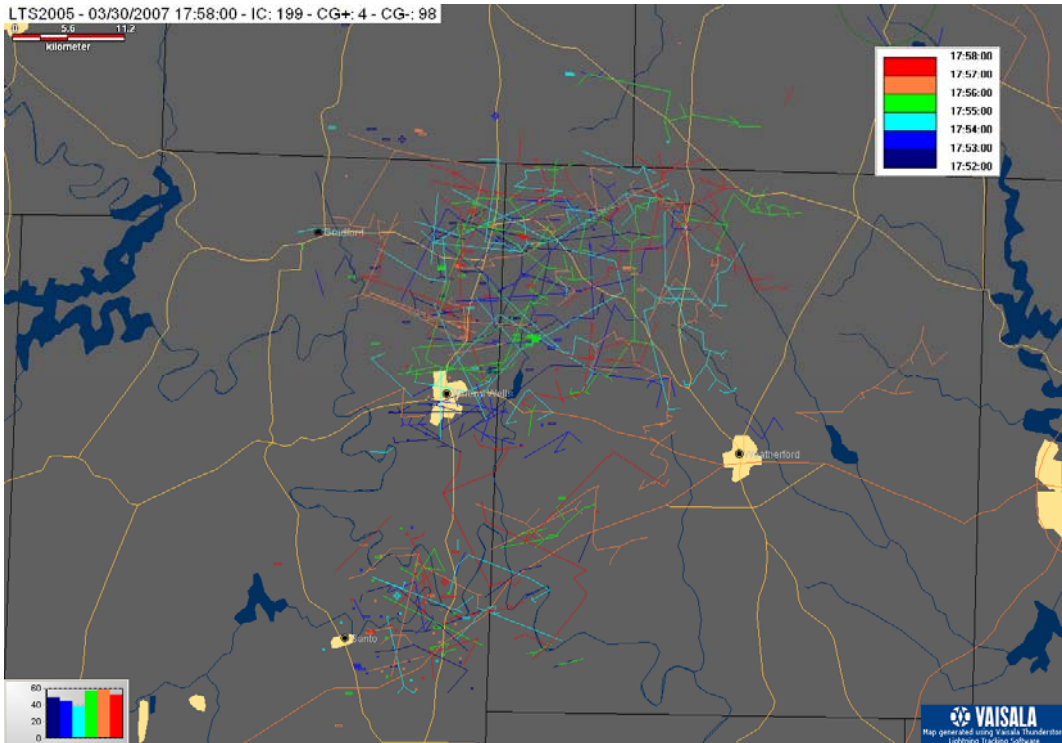 LTS2005 - 03/30/2007 17:58:00 - IC: 199 - CG+: 4 - CG-: 98
5.6 11.2
kilometer
17:58:00
17:57:00
17:56:00
17:55:00
17:54:00
17:53:00
17:52:00
Wells
Weatherford
Santo
60
40
20
0
VAISALA
Map generated using Vaisala Thunderstorm
Lightning Tracking Software